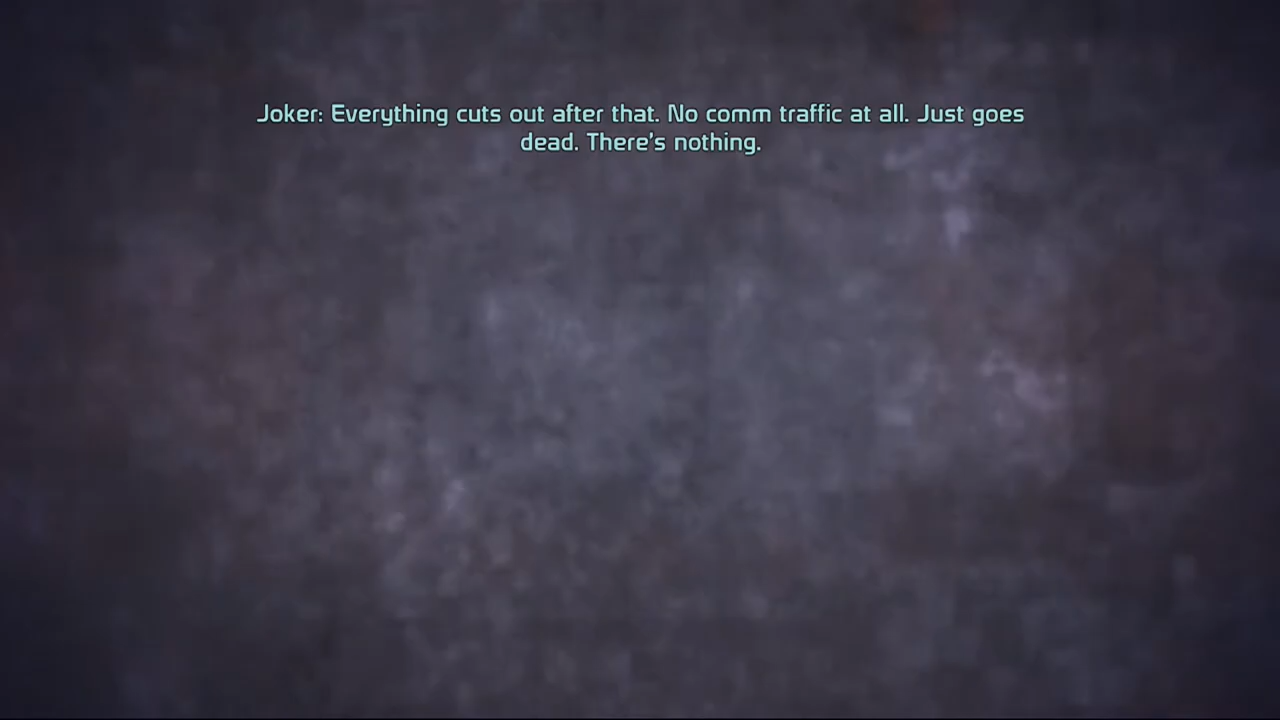 Joker: Everything cuts out after that. No comm traffic at all. Just goes
dead. There's nothing.